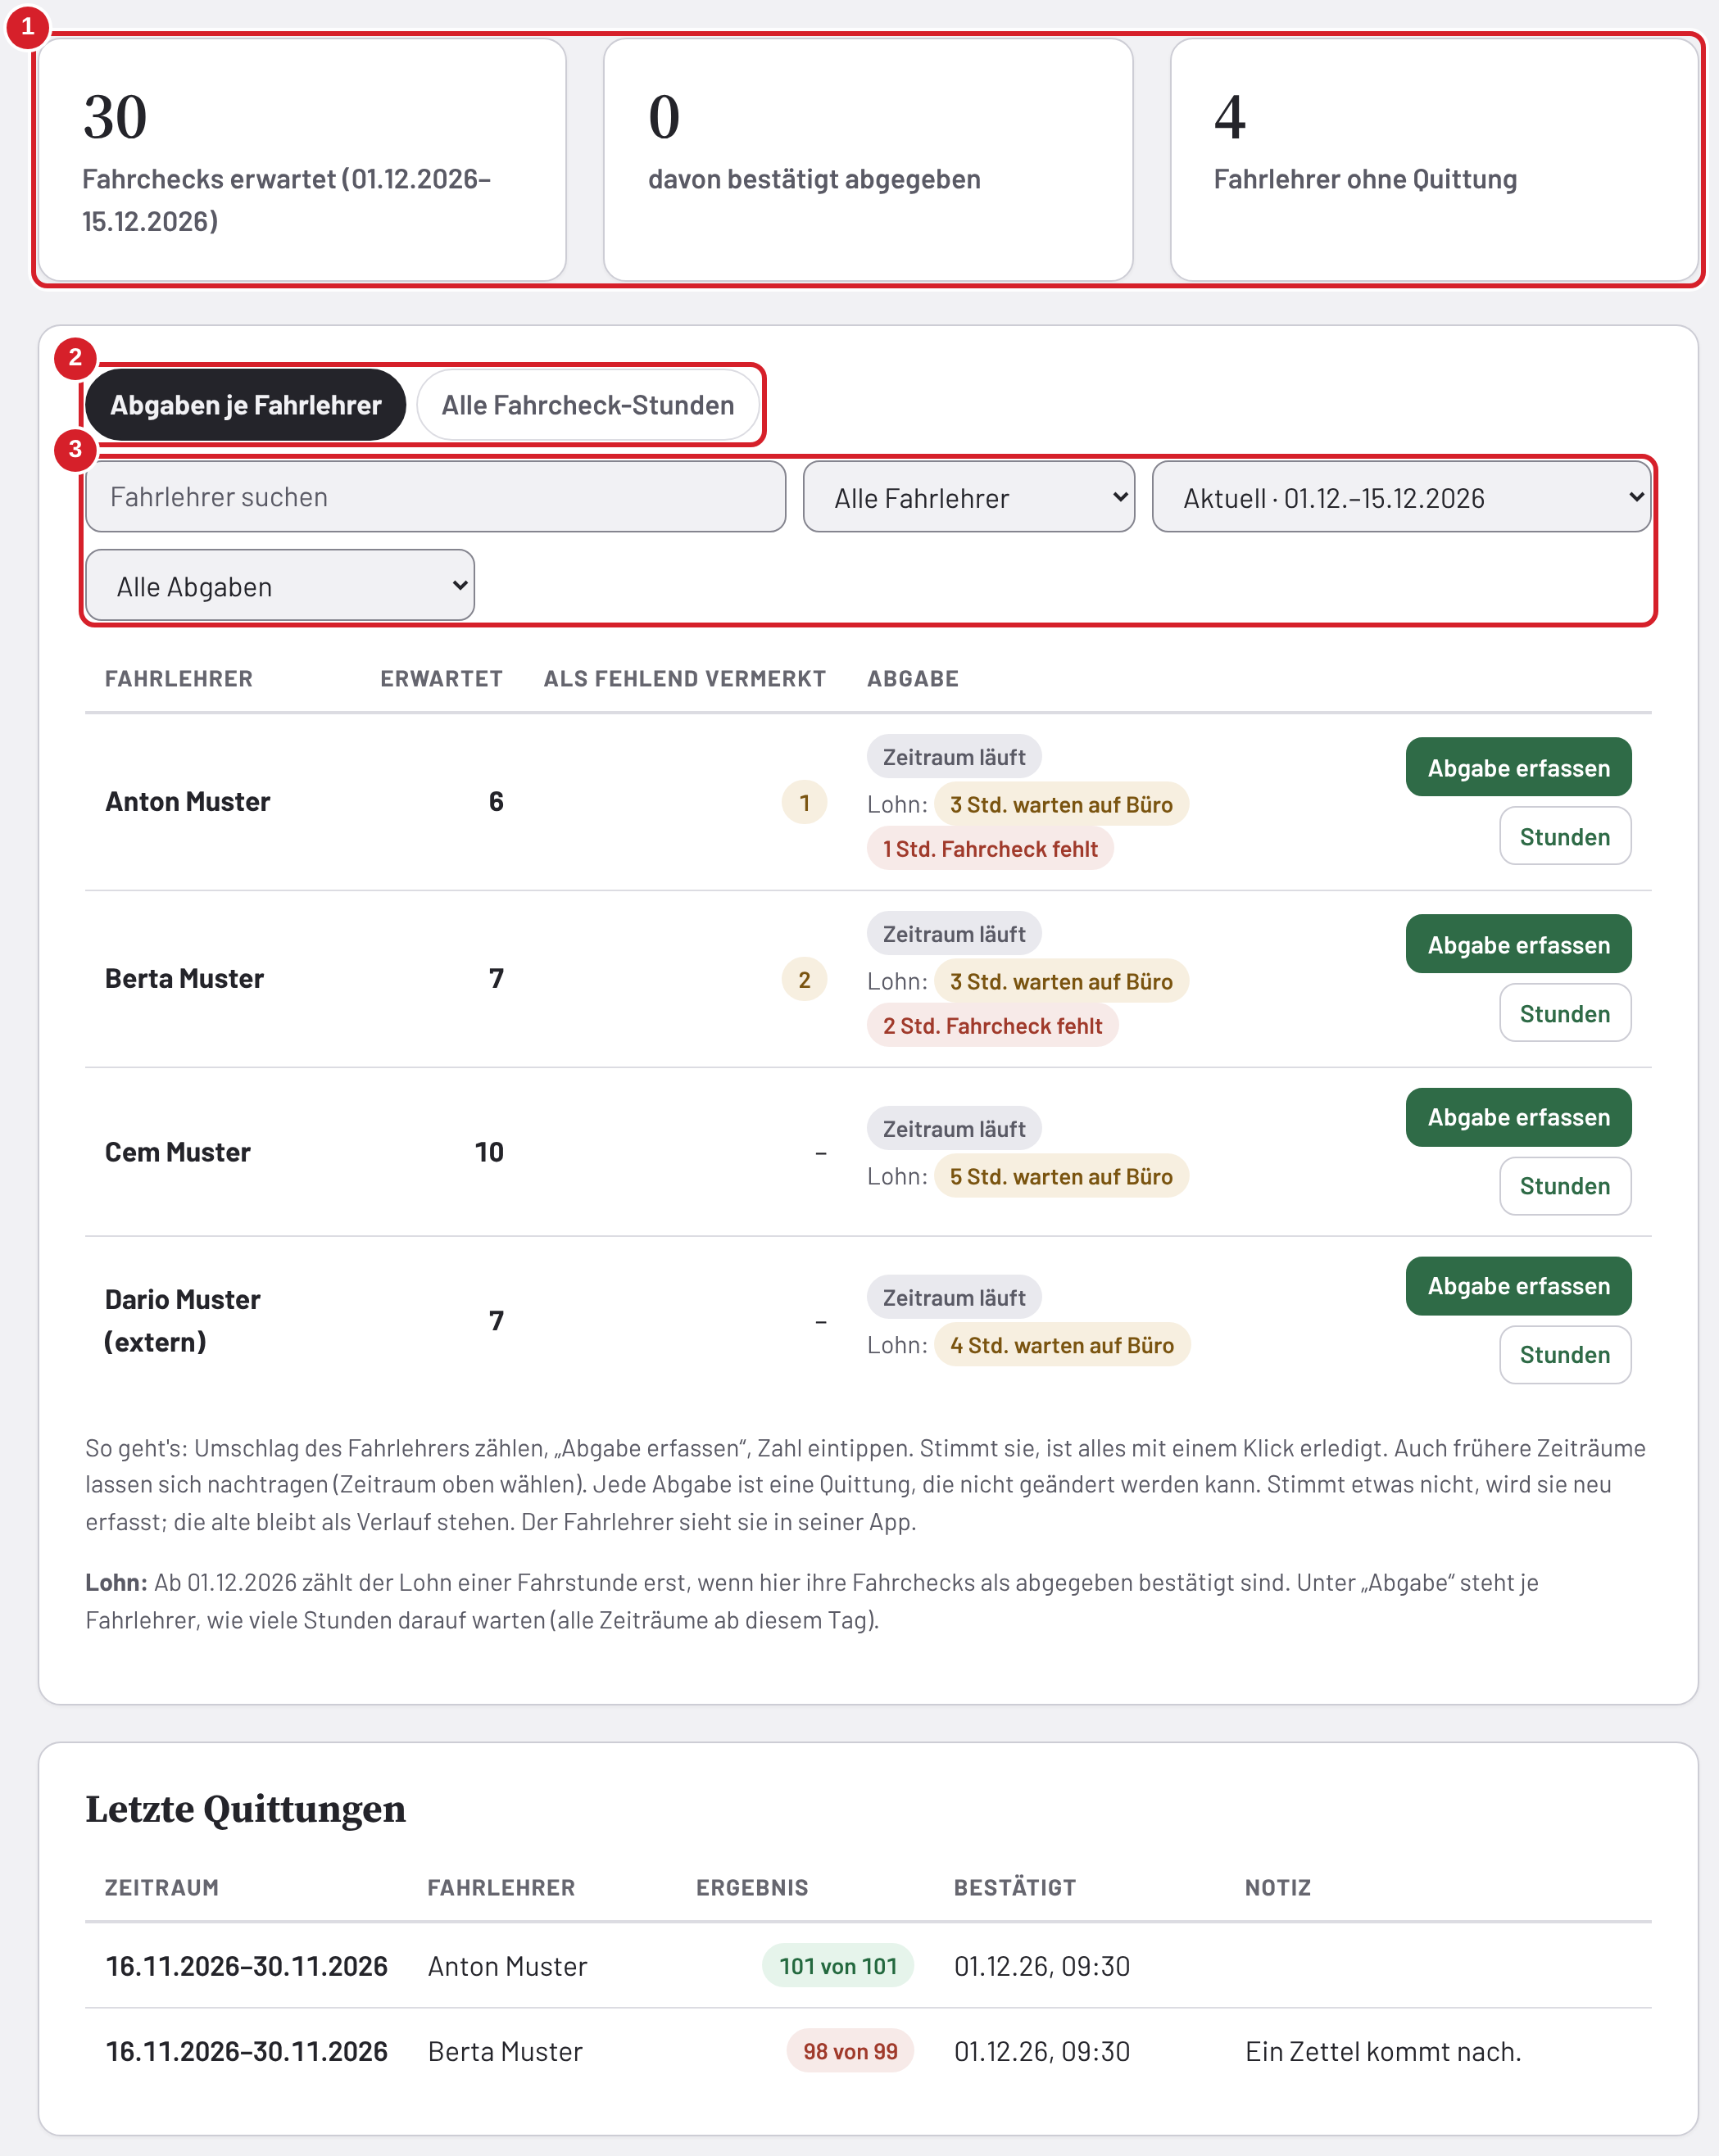 1
30
Fahrchecks erwartet (01.12.2026–
15.12.2026)
0
davon bestätigt abgegeben
4
Fahrlehrer ohne Quittung
2
Abgaben je Fahrlehrer
Alle Fahrcheck-Stunden
3
Fahrlehrer suchen
Alle Fahrlehrer
Aktuell · 01.12.–15.12.2026
Alle Abgaben
FAHRLEHRER ERWARTET ALS FEHLEND VERMERKT ABGABE
Anton Muster 6 1
Zeitraum läuft
Lohn: 3 Std. warten auf Büro
1 Std. Fahrcheck fehlt
Abgabe erfassen
Stunden
Berta Muster 7 2
Zeitraum läuft
Lohn: 3 Std. warten auf Büro
2 Std. Fahrcheck fehlt
Abgabe erfassen
Stunden
Cem Muster 10 –
Zeitraum läuft
Lohn: 5 Std. warten auf Büro
Abgabe erfassen
Stunden
Dario Muster
(extern)
7 –
Zeitraum läuft
Lohn: 4 Std. warten auf Büro
Abgabe erfassen
Stunden
So geht's: Umschlag des Fahrlehrers zählen, „Abgabe erfassen“, Zahl eintippen. Stimmt sie, ist alles mit einem Klick erledigt. Auch frühere Zeiträume
lassen sich nachtragen (Zeitraum oben wählen). Jede Abgabe ist eine Quittung, die nicht geändert werden kann. Stimmt etwas nicht, wird sie neu
erfasst; die alte bleibt als Verlauf stehen. Der Fahrlehrer sieht sie in seiner App.
Lohn: Ab 01.12.2026 zählt der Lohn einer Fahrstunde erst, wenn hier ihre Fahrchecks als abgegeben bestätigt sind. Unter „Abgabe“ steht je
Fahrlehrer, wie viele Stunden darauf warten (alle Zeiträume ab diesem Tag).
Letzte Quittungen
ZEITRAUM FAHRLEHRER ERGEBNIS BESTÄTIGT NOTIZ
16.11.2026–30.11.2026 Anton Muster 101 von 101 01.12.26, 09:30
16.11.2026–30.11.2026 Berta Muster 98 von 99 01.12.26, 09:30 Ein Zettel kommt nach.